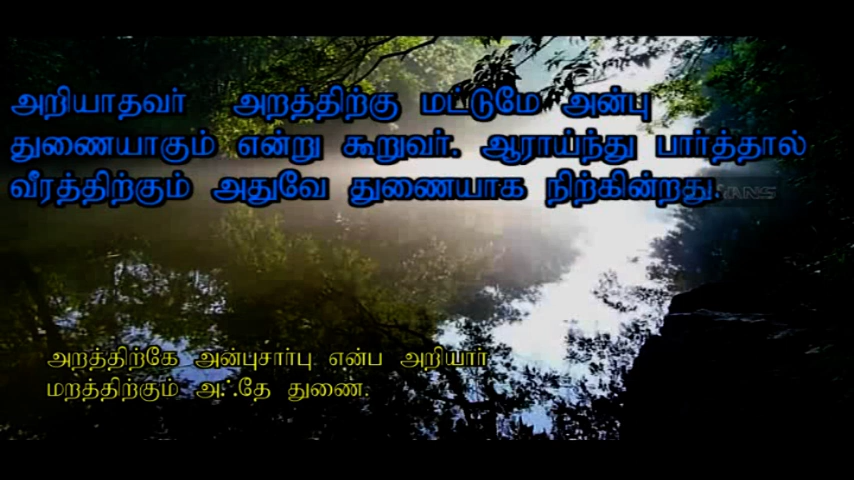 அறியாதவர் அறத்திற்கு மட்டுமே அன்பு
துணையாகும் என்று கூறுவர். ஆராய்ந்து பார்த்தால்
வீரத்திற்கும் அதுவே துணையாக நிற்கின்றது.
அறத்திற்கே அன்புசார்பு என்ப அறியார்
மறத்திற்கும் அஃதே துணை.